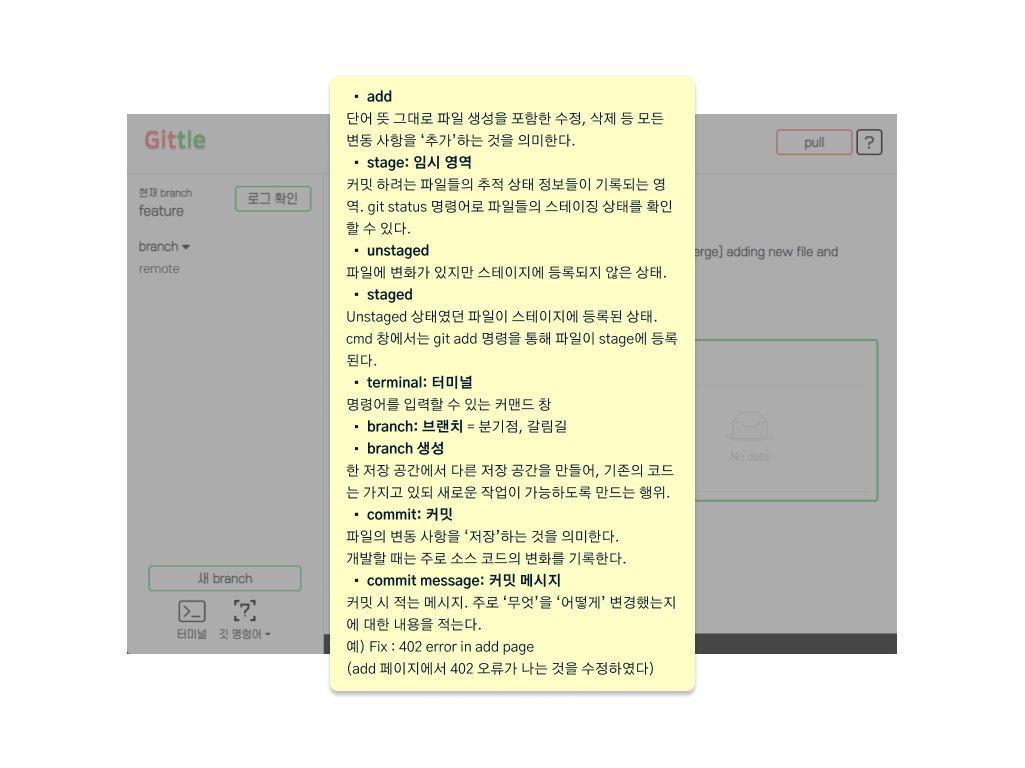 Gittle
pull
?
현재 branch
feature
로그 확인
branch
remote
▪ add
단어 뜻 그대로 파일 생성을 포함한 수정, 삭제 등 모든
변동 사항을 ‘추가’하는 것을 의미한다.
▪ stage: 임시 영역
커밋 하려는 파일들의 추적 상태 정보들이 기록되는 영
역. git status 명령어로 파일들의 스테이징 상태를 확인
할 수 있다.
▪ unstaged
파일에 변화가 있지만 스테이지에 등록되지 않은 상태.
▪ staged
Unstaged 상태였던 파일이 스테이지에 등록된 상태.
cmd 창에서는 git add 명령을 통해 파일이 stage에 등록
된다.
▪ terminal: 터미널
명령어를 입력할 수 있는 커맨드 창
▪ branch: 브랜치 = 분기점, 갈림길
▪ branch 생성
한 저장 공간에서 다른 저장 공간을 만들어, 기존의 코드
는 가지고 있되 새로운 작업이 가능하도록 만드는 행위.
▪ commit: 커밋
파일의 변동 사항을 ‘저장’하는 것을 의미한다.
개발할 때는 주로 소스 코드의 변화를 기록한다.
▪ commit message: 커밋 메시지
커밋 시 적는 메시지. 주로 ‘무엇’을 ‘어떻게’ 변경했는지
에 대한 내용을 적는다.
예) Fix : 402 error in add page
(add 페이지에서 402 오류가 나는 것을 수정하였다)
erge] adding new file and
No data
새 branch
터미널
깃 명령어